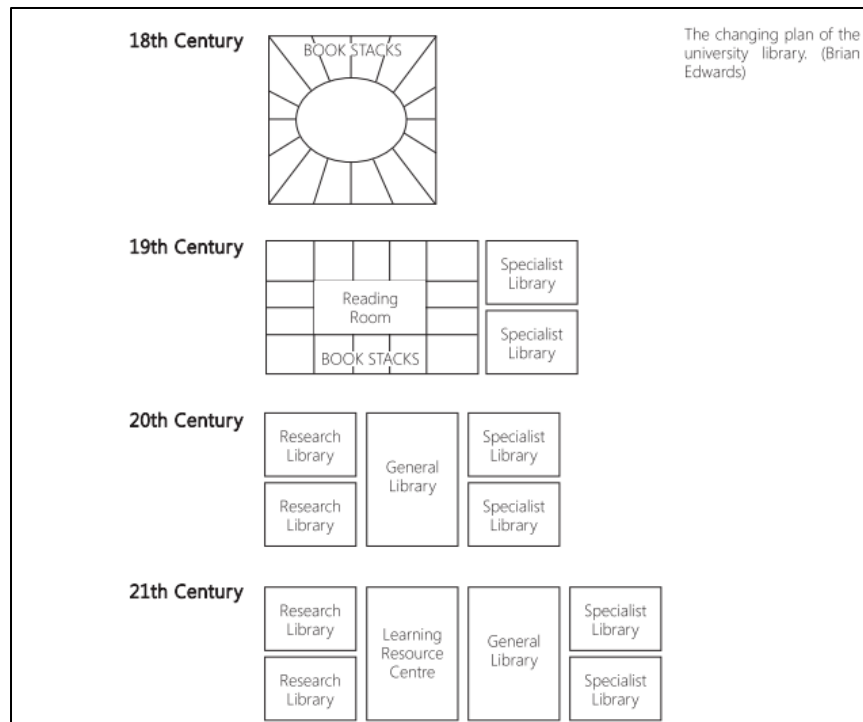 18th Century
BOOK STACKS
The changing plan of the
university library. (Brian
Edwards)
19th Century
Reading
Room
BOOK STACKS
Specialist
Library
Specialist
Library
20th Century
Research
Library
Research
Library
General
Library
Specialist
Library
Specialist
Library
21th Century
Research
Library
Research
Library
Learning
Resource
Centre
General
Library
Specialist
Library
Specialist
Library